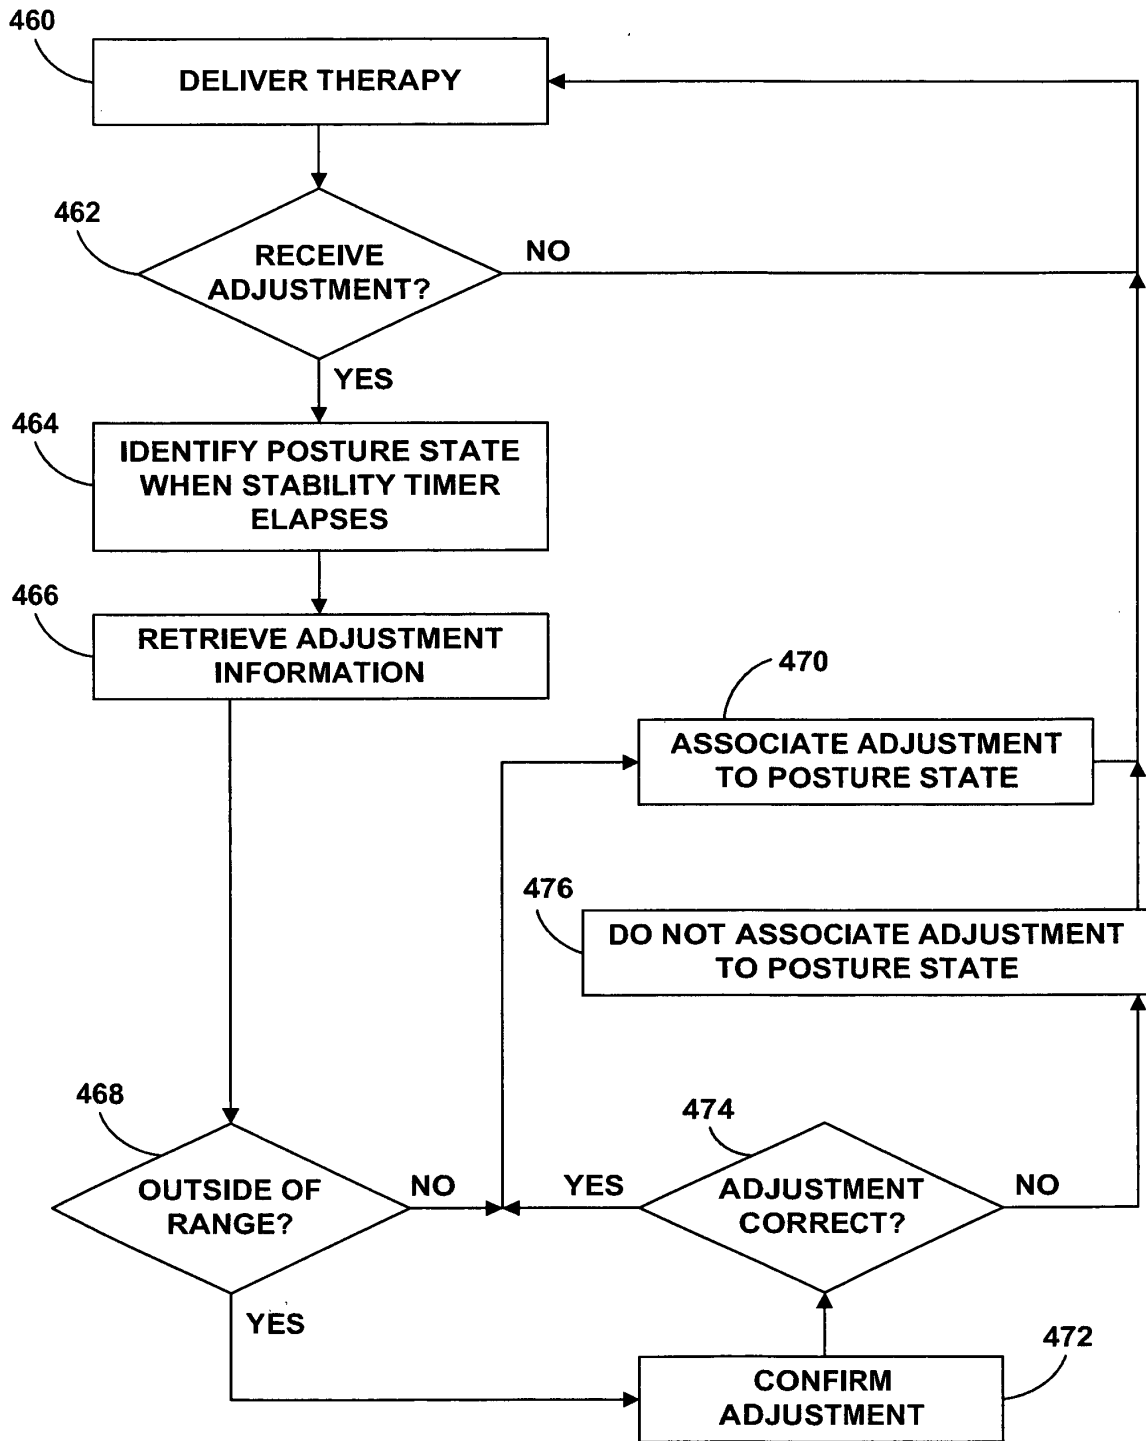 460
DELIVER THERAPY
462
RECEIVE
ADJUSTMENT?
NO
YES
464
IDENTIFY POSTURE STATE
WHEN STABILITY TIMER
ELAPSES
466
RETRIEVE ADJUSTMENT
INFORMATION
470
ASSOCIATE ADJUSTMENT
TO POSTURE STATE
476
DO NOT ASSOCIATE ADJUSTMENT
TO POSTURE STATE
468
OUTSIDE OF
RANGE?
NO
YES
474
ADJUSTMENT
CORRECT?
YES
NO
472
CONFIRM
ADJUSTMENT